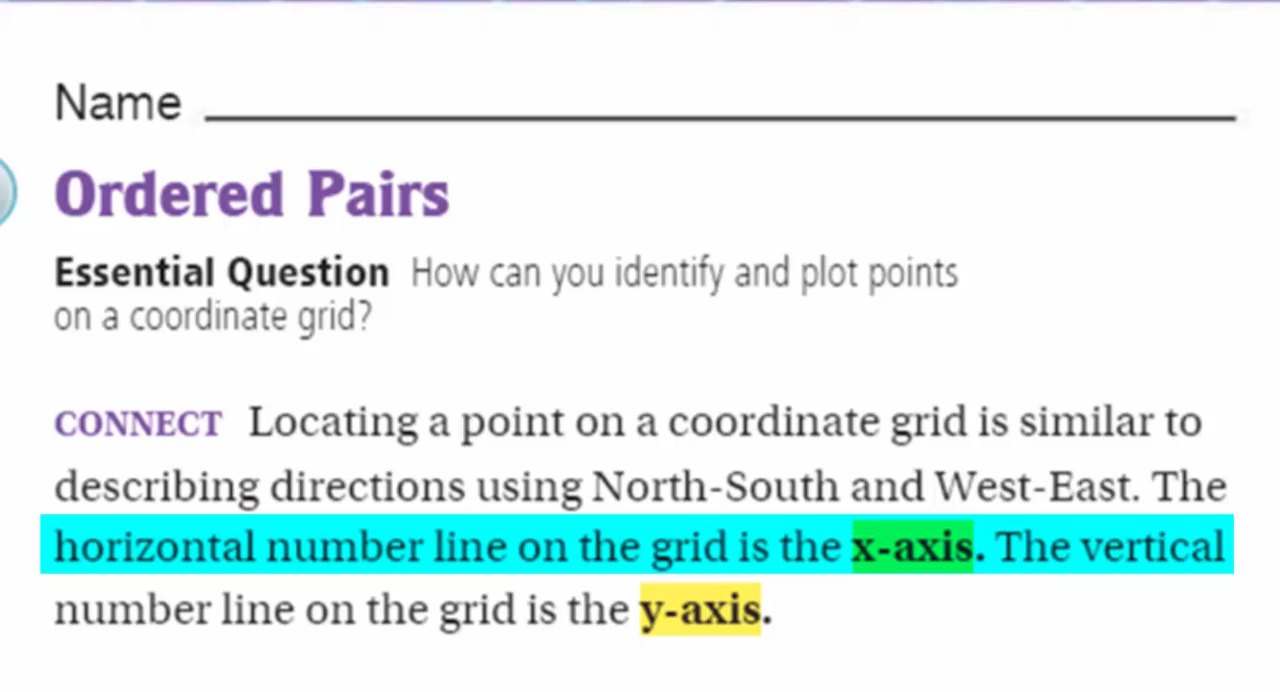 Name
Ordered Pairs
Essential Question How can you identify and plot points
on a coordinate grid?
CONNECT Locating a point on a coordinate grid is similar to
describing directions using North-South and West-East. The
horizontal number line on the grid is the x-axis. The vertical
number line on the grid is the y-axis.